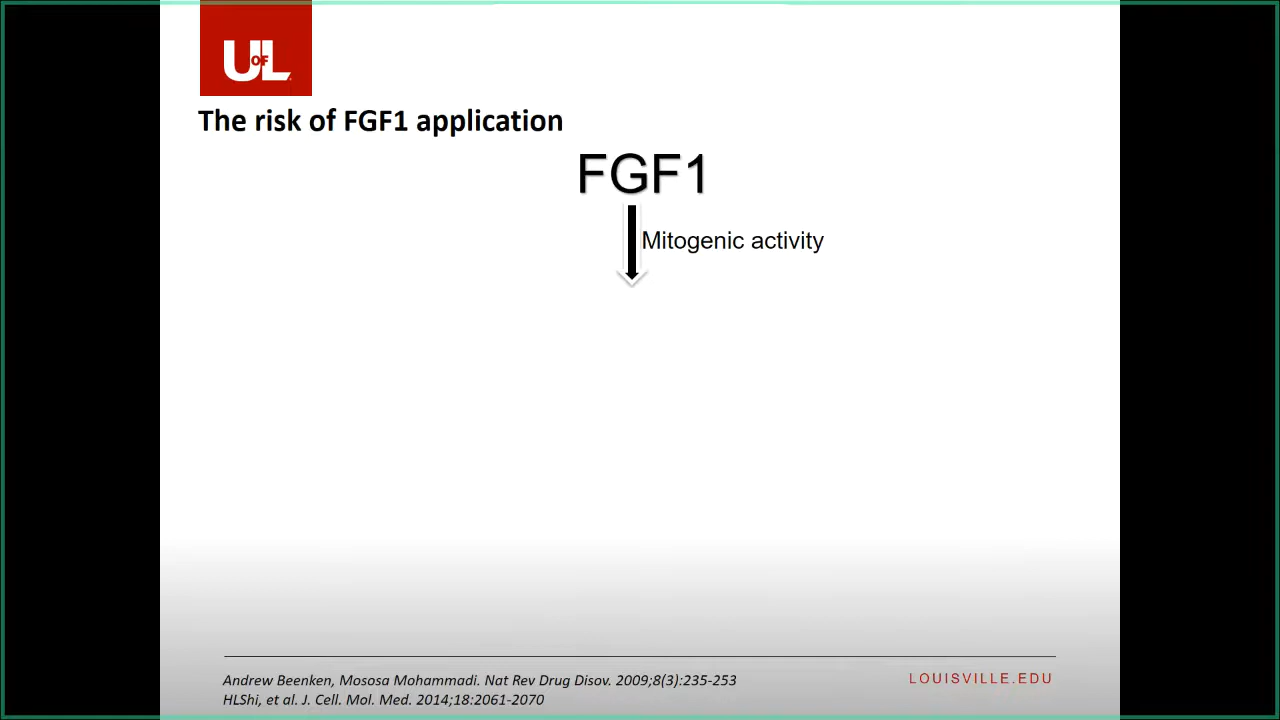 UofL
The risk of FGF1 application
FGF1
Mitogenic activity
Andrew Beenken, Mososa Mohammadi. Nat Rev Drug Disov. 2009;8(3):235-253
HLShi, et al. J. Cell. Mol. Med. 2014;18:2061-2070
LOUISVILLE.EDU